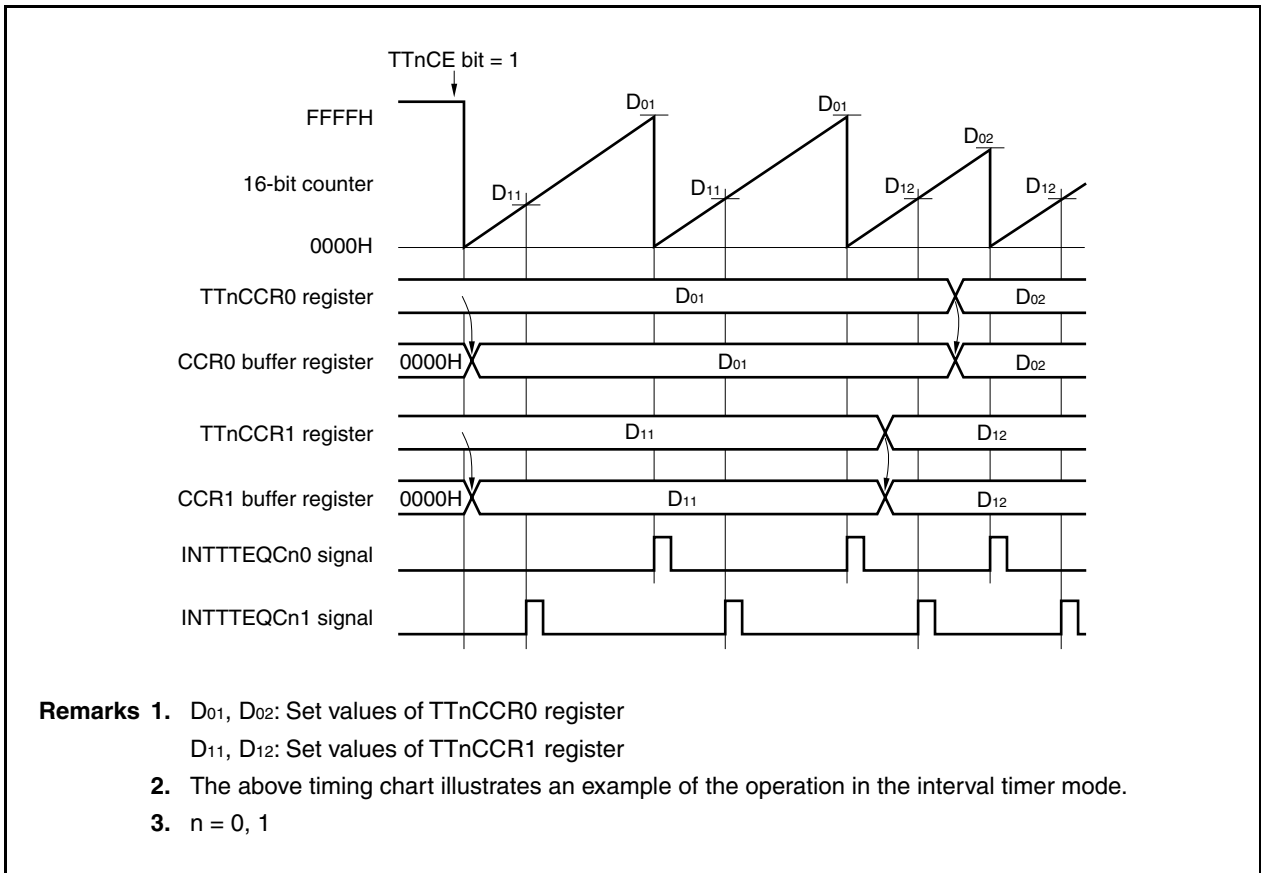 TTnCE bit = 1
FFFFH
D01
D01
D02
16-bit counter
D11
D11
D12
D12
0000H
TTnCCR0 register
D01
D02
CCR0 buffer register
0000H
D01
D02
TTnCCR1 register
D11
D12
CCR1 buffer register
0000H
D11
D12
INTTTEQCn0 signal
INTTTEQCn1 signal
Remarks 1. D01, D02: Set values of TTnCCR0 register
D11, D12: Set values of TTnCCR1 register
2. The above timing chart illustrates an example of the operation in the interval timer mode.
3. n = 0, 1